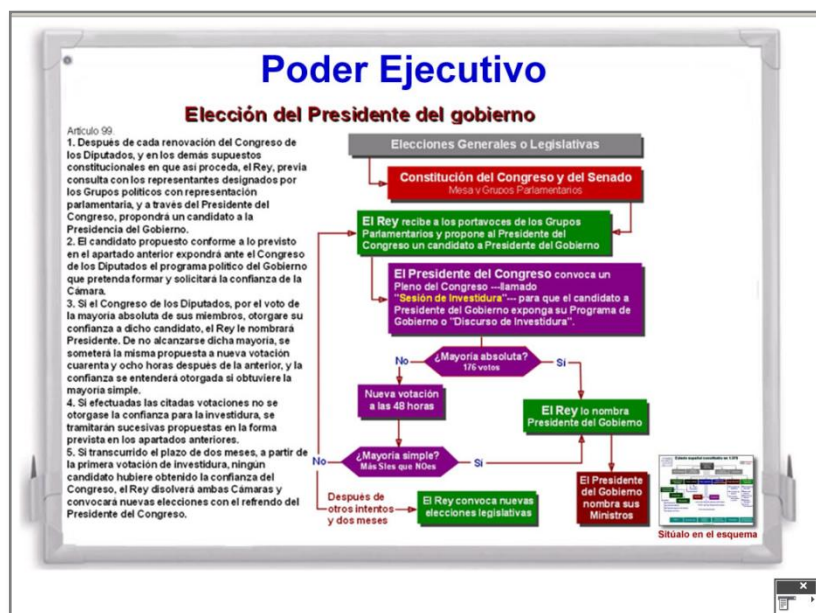 Poder Ejecutivo
Elección del Presidente del gobierno
Artículo 99.
1. Después de cada renovación del Congreso de
los Diputados, y en los demás supuestos
constitucionales en que así proceda, el Rey, previa
consulta con los representantes designados por
los Grupos políticos con representación
parlamentaria, y a través del Presidente del
Congreso, propondrá un candidato a la
Presidencia del Gobierno.
2. El candidato propuesto conforme a lo previsto
en el apartado anterior expondrá ante el Congreso
de los Diputados el programa político del Gobierno
que pretenda formar y solicitará la confianza de la
Cámara.
3. Si el Congreso de los Diputados, por el voto de
la mayoría absoluta de sus miembros, otorgare su
confianza a dicho candidato, el Rey le nombrará
Presidente. De no alcanzarse dicha mayoría, se
someterá la misma propuesta a nueva votación
cuarenta y ocho horas después de la anterior, y la
confianza se entenderá otorgada si obtuviere la
mayoría simple.
4. Si efectuadas las citadas votaciones no se
otorgase la confianza para la investidura, se
tramitarán sucesivas propuestas en la forma
prevista en los apartados anteriores.
5. Si transcurrido el plazo de dos meses, a partir de
la primera votación de investidura, ningún
candidato hubiere obtenido la confianza del
Congreso, el Rey disolverá ambas Cámaras y
convocará nuevas elecciones con el refrendo del
Presidente del Congreso.
Elecciones Generales o Legislativas
Constitución del Congreso y del Senado
Mesa y Grupos Parlamentarios
El Rey recibe a los portavoces de los Grupos
Parlamentarios y propone al Presidente del
Congreso un candidato a Presidente del Gobierno
El Presidente del Congreso convoca un
Pleno del Congreso ---llamado
"Sesión de Investidura"--- para que el candidato a
Presidente del Gobierno exponga su Programa de
Gobierno o "Discurso de Investidura".
¿Mayoría absoluta?
176 votos
No
Sí
Nueva votación
a las 48 horas
El Rey lo nombra
Presidente del Gobierno
¿Mayoría simple?
Más SIes que NOes
No
Sí
Después de
otros intentos
y dos meses
El Rey convoca nuevas
elecciones legislativas
El Presidente
del Gobierno
nombra sus
Ministros
Sitúalo en el esquema